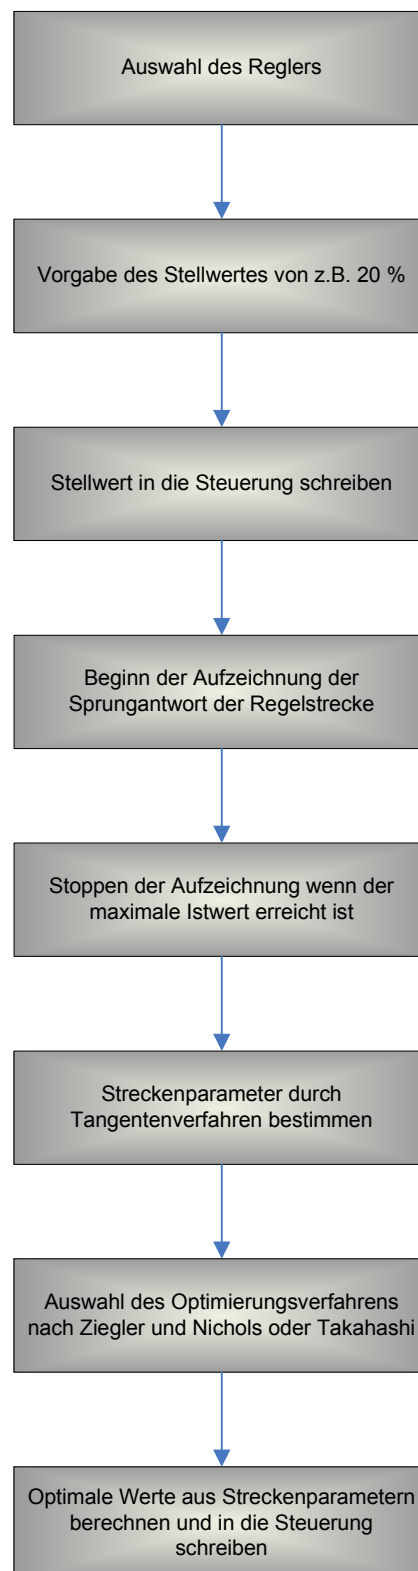 Auswahl des Reglers
Vorgabe des Stellwertes von z.B. 20 %
Stellwert in die Steuerung schreiben
Beginn der Aufzeichnung der
Sprungantwort der Regelstrecke
Stoppen der Aufzeichnung wenn der
maximale Istwert erreicht ist
Streckenparameter durch
Tangentenverfahren bestimmen
Auswahl des Optimierungsverfahrens
nach Ziegler und Nichols oder Takahashi
Optimale Werte aus Streckenparametern
berechnen und in die Steuerung
schreiben